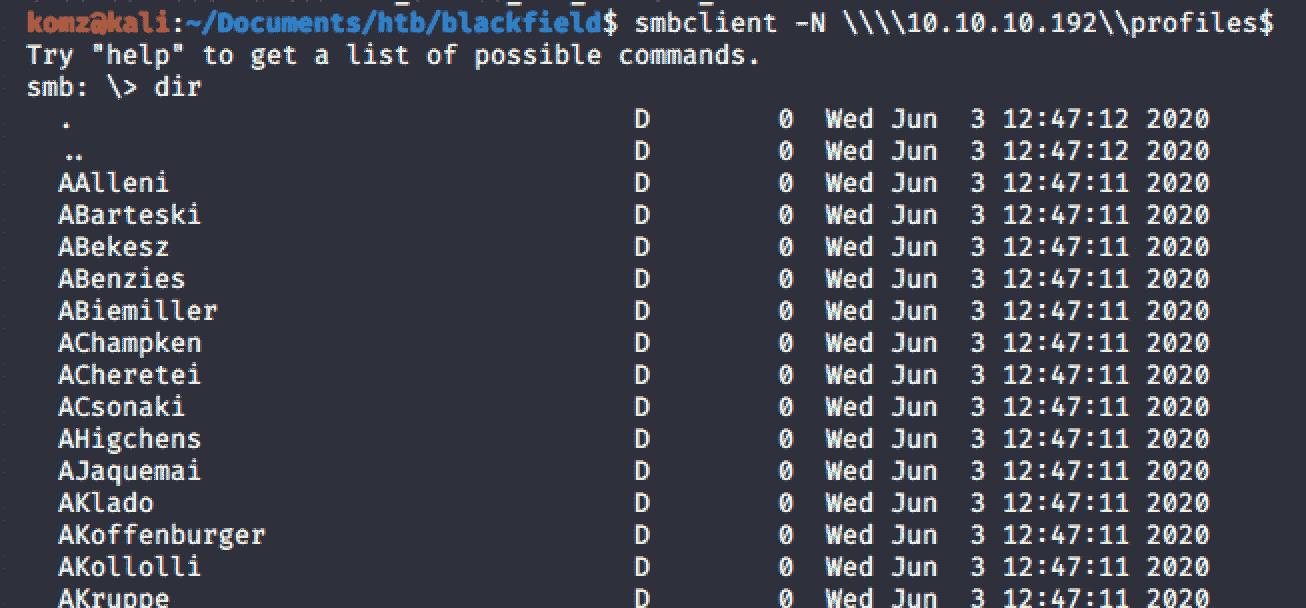 komz@kali:~/Documents/htb/blackfield$ smbclient -N \\\\10.10.10.192\\profiles$
Try "help" to get a list of possible commands.
smb: \> dir
  .                                   D        0  Wed Jun  3 12:47:12 2020
  ..                                  D        0  Wed Jun  3 12:47:12 2020
  AAlleni                             D        0  Wed Jun  3 12:47:11 2020
  ABarteski                           D        0  Wed Jun  3 12:47:11 2020
  ABekesz                             D        0  Wed Jun  3 12:47:11 2020
  ABenzies                            D        0  Wed Jun  3 12:47:11 2020
  ABiemiller                          D        0  Wed Jun  3 12:47:11 2020
  AChampken                           D        0  Wed Jun  3 12:47:11 2020
  ACheretei                           D        0  Wed Jun  3 12:47:11 2020
  ACsonaki                            D        0  Wed Jun  3 12:47:11 2020
  AHigchens                           D        0  Wed Jun  3 12:47:11 2020
  AJaquemai                           D        0  Wed Jun  3 12:47:11 2020
  AKlado                              D        0  Wed Jun  3 12:47:11 2020
  AKoffenburger                       D        0  Wed Jun  3 12:47:11 2020
  AKollolli                           D        0  Wed Jun  3 12:47:11 2020
  AKruppe                             D        0  Wed Jun  3 12:47:11 2020